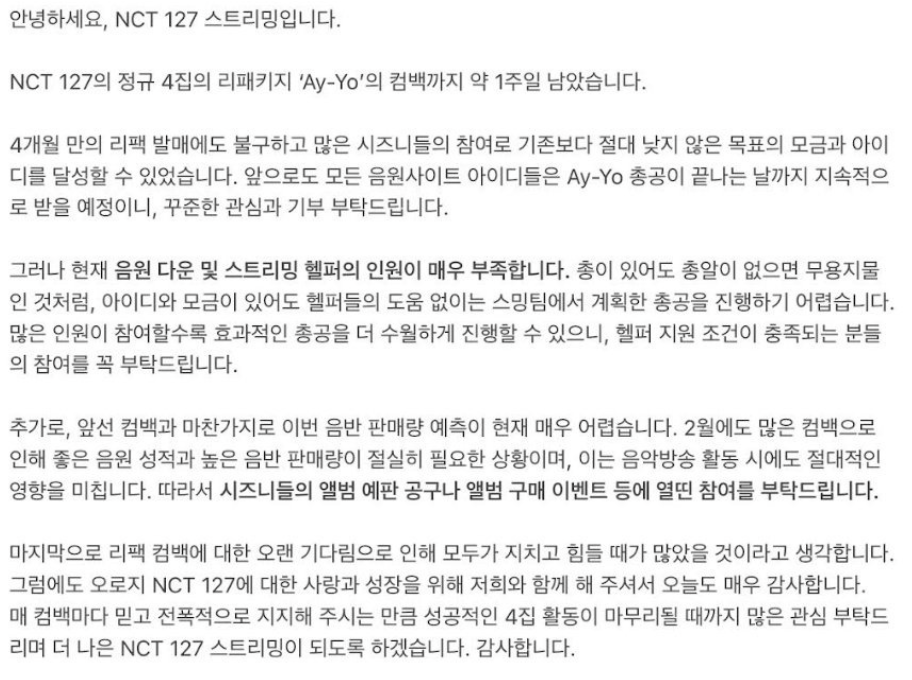 안녕하세요, NCT 127 스트리밍입니다.
NCT 127의 정규 4집의 리패키지 ‘Ay-Yo’의 컴백까지 약 1주일 남았습니다.
4개월 만의 리팩 발매에도 불구하고 많은 시즈니들의 참여로 기존보다 절대 낮지 않은 목표의 모금과 아이
디를 달성할 수 있었습니다. 앞으로도 모든 음원사이트 아이디들은 Ay-Yo 총공이 끝나는 날까지 지속적으
로 받을 예정이니, 꾸준한 관심과 기부 부탁드립니다.
그러나 현재 음원 다운 및 스트리밍 헬퍼의 인원이 매우 부족합니다. 총이 있어도 총알이 없으면 무용지물
인 것처럼, 아이디와 모금이 있어도 헬퍼들의 도움 없이는 스밍팀에서 계획한 총공을 진행하기 어렵습니다.
많은 인원이 참여할수록 효과적인 총공을 더 수월하게 진행할 수 있으니, 헬퍼 지원 조건이 충족되는 분들
의 참여를 꼭 부탁드립니다.
추가로, 앞선 컴백과 마찬가지로 이번 음반 판매량 예측이 현재 매우 어렵습니다. 2월에도 많은 컴백으로
인해 좋은 음원 성적과 높은 음반 판매량이 절실히 필요한 상황이며, 이는 음악방송 활동 시에도 절대적인
영향을 미칩니다. 따라서 시즈니들의 앨범 예판 공구나 앨범 구매 이벤트 등에 열띤 참여를 부탁드립니다.
마지막으로 리팩 컴백에 대한 오랜 기다림으로 인해 모두가 지치고 힘들 때가 많았을 것이라고 생각합니다.
그럼에도 오로지 NCT 127에 대한 사랑과 성장을 위해 저희와 함께 해 주셔서 오늘도 매우 감사합니다.
매 컴백마다 믿고 전폭적으로 지지해 주시는 만큼 성공적인 4집 활동이 마무리될 때까지 많은 관심 부탁드
리며 더 나은 NCT 127 스트리밍이 되도록 하겠습니다. 감사합니다.